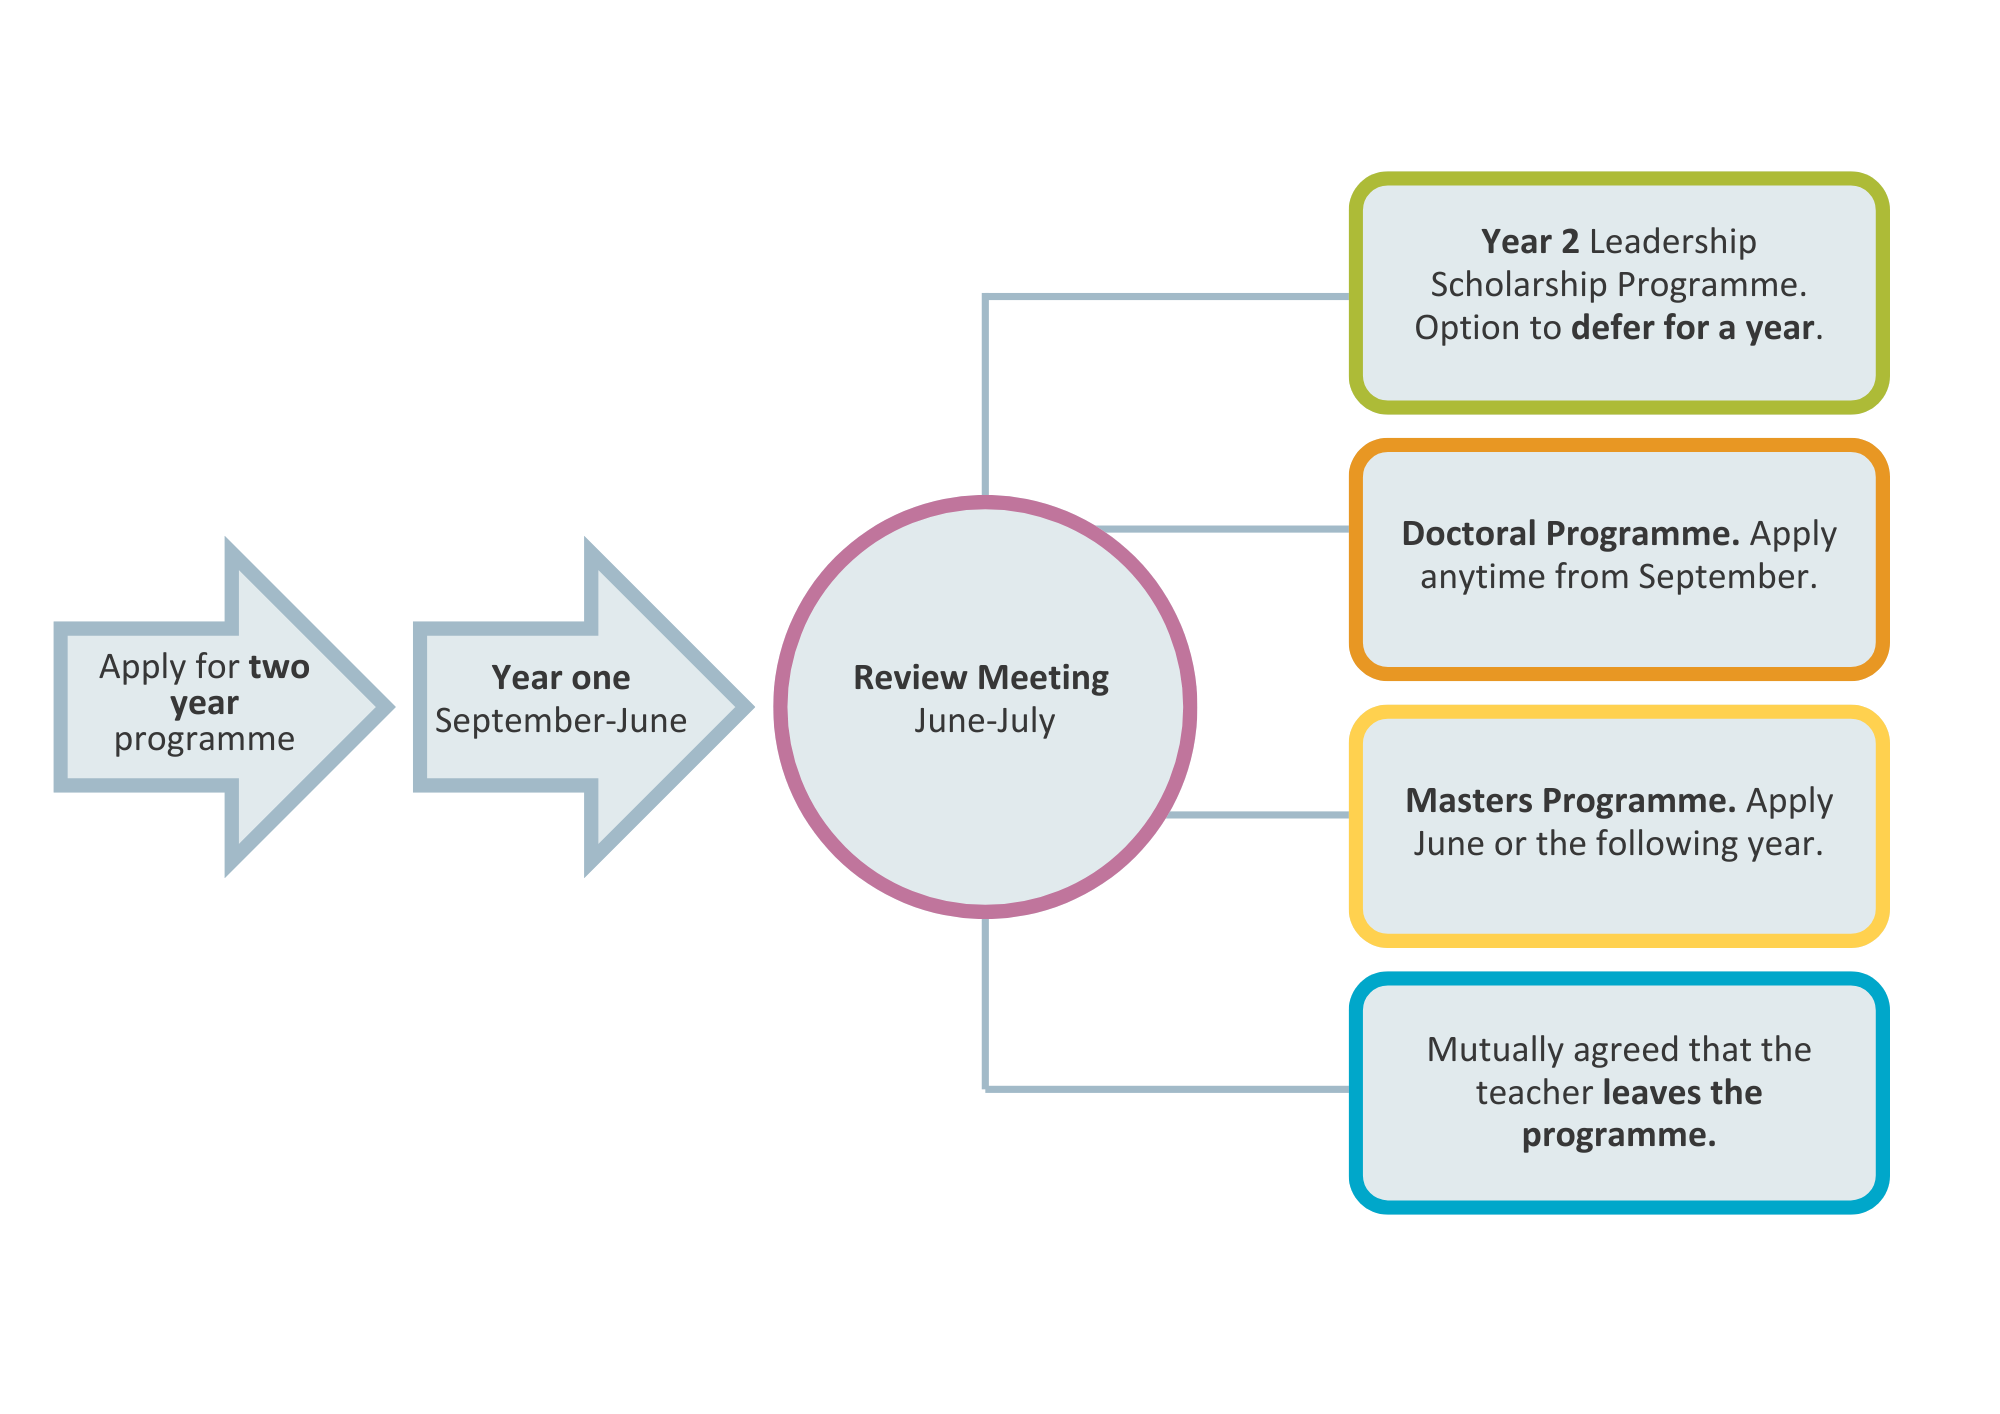 Apply for two
year
programme
Year one
September-June
Review Meeting
June-July
Year 2 Leadership
Scholarship Programme.
Option to defer for a year.
Doctoral Programme. Apply
anytime from September.
Masters Programme. Apply
June or the following year.
Mutually agreed that the
teacher leaves the
programme.